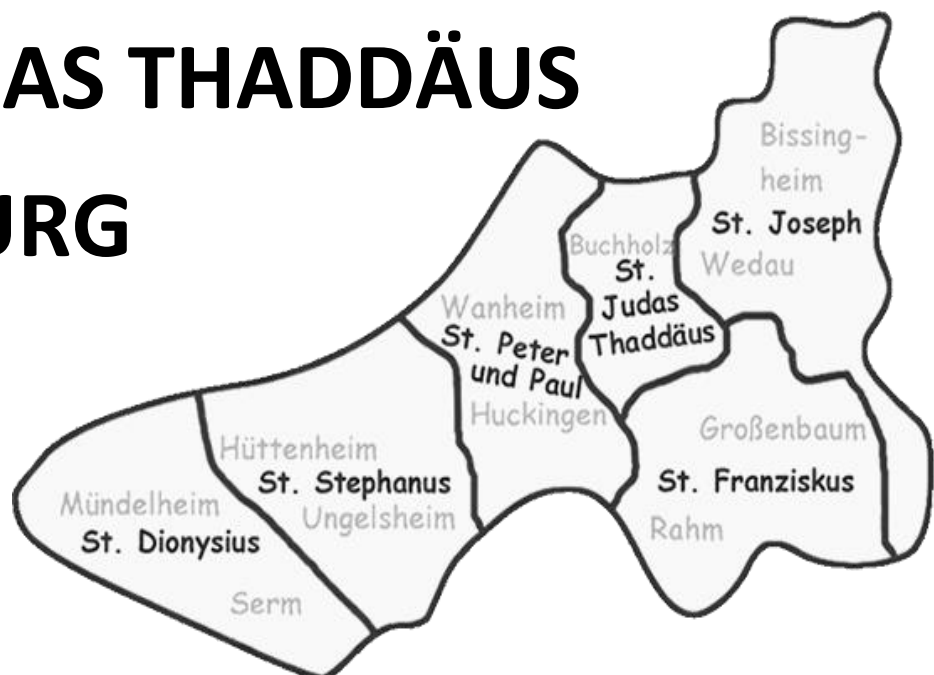 AS THADDÄUS
URG
Bissing-
heim
St. Joseph
Wedau
Buchholz
St.
Judas
Thaddäus
Wanheim
St. Peter
und Paul
Huckingen
Großenbaum
St. Franziskus
Rahm
Hüttenheim
St. Stephanus
Ungelsheim
Mündelheim
St. Dionysius
Serm